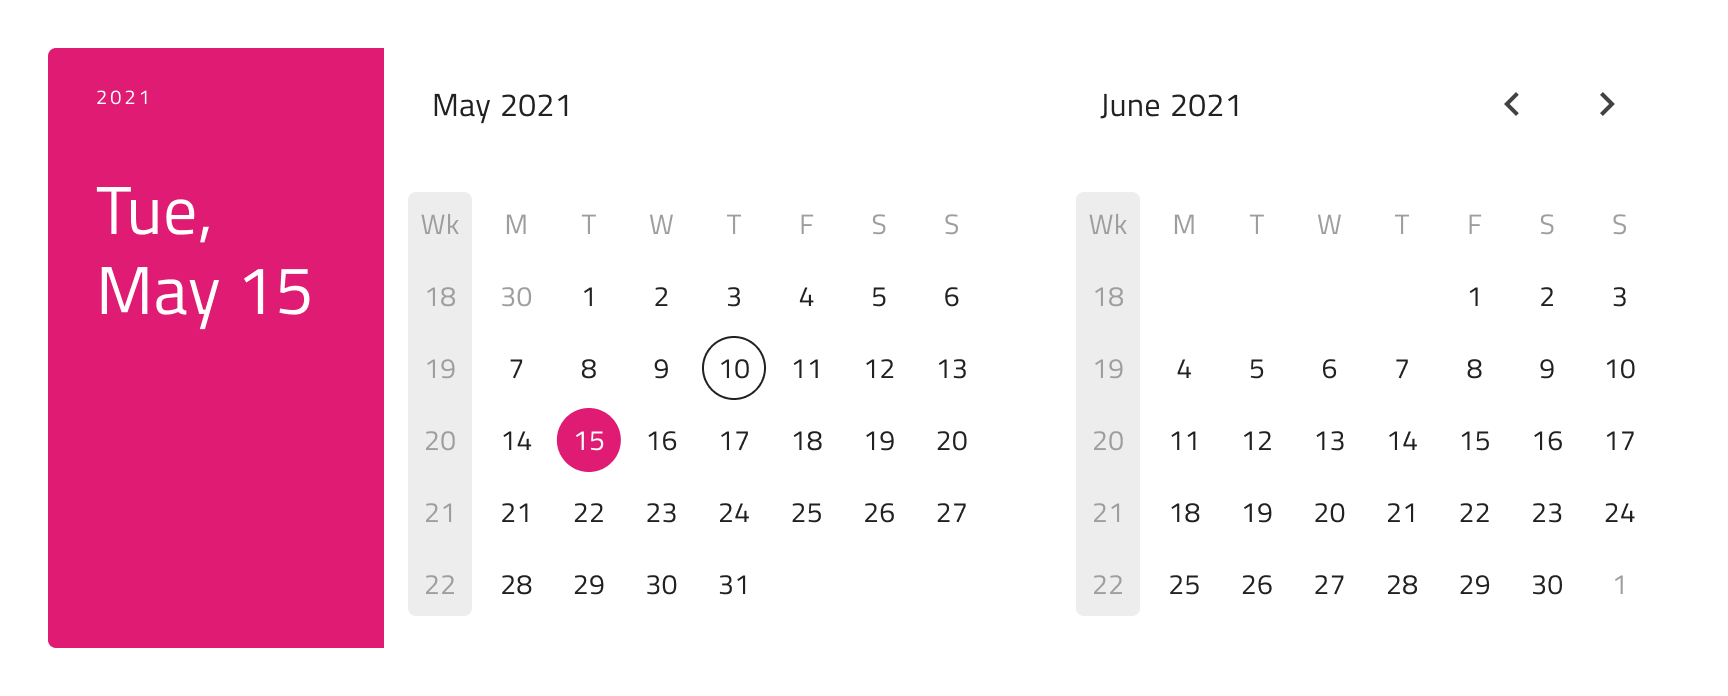 2021
Tue,
May 15
May 2021
Wk M T W T F S S
18 30 1 2 3 4 5 6
19 7 8 9 10 11 12 13
20 14 15 16 17 18 19 20
21 21 22 23 24 25 26 27
22 28 29 30 31
June 2021
Wk M T W T F S S
18 1 2 3
19 4 5 6 7 8 9 10
20 11 12 13 14 15 16 17
21 18 19 20 21 22 23 24
22 25 26 27 28 29 30 1